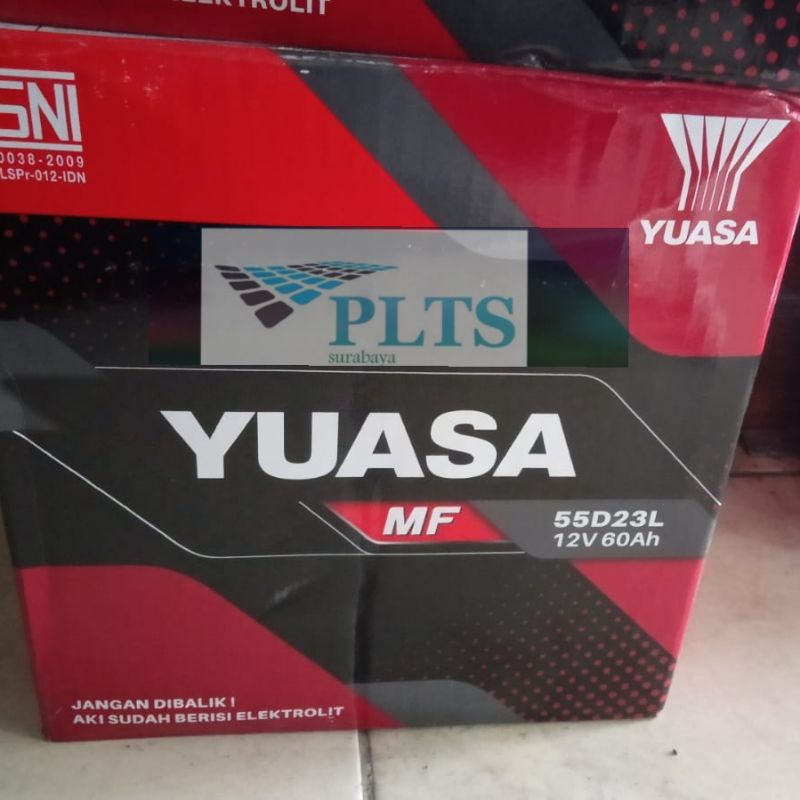 ELEKTROLIT
SNI
0038-2009
LSPr-012-IDN
YUASA
PLTS
surabaya
YUASA
MF
55D23L
12V 60Ah
JANGAN DIBALIK !
AKI SUDAH BERISI ELEKTROLIT